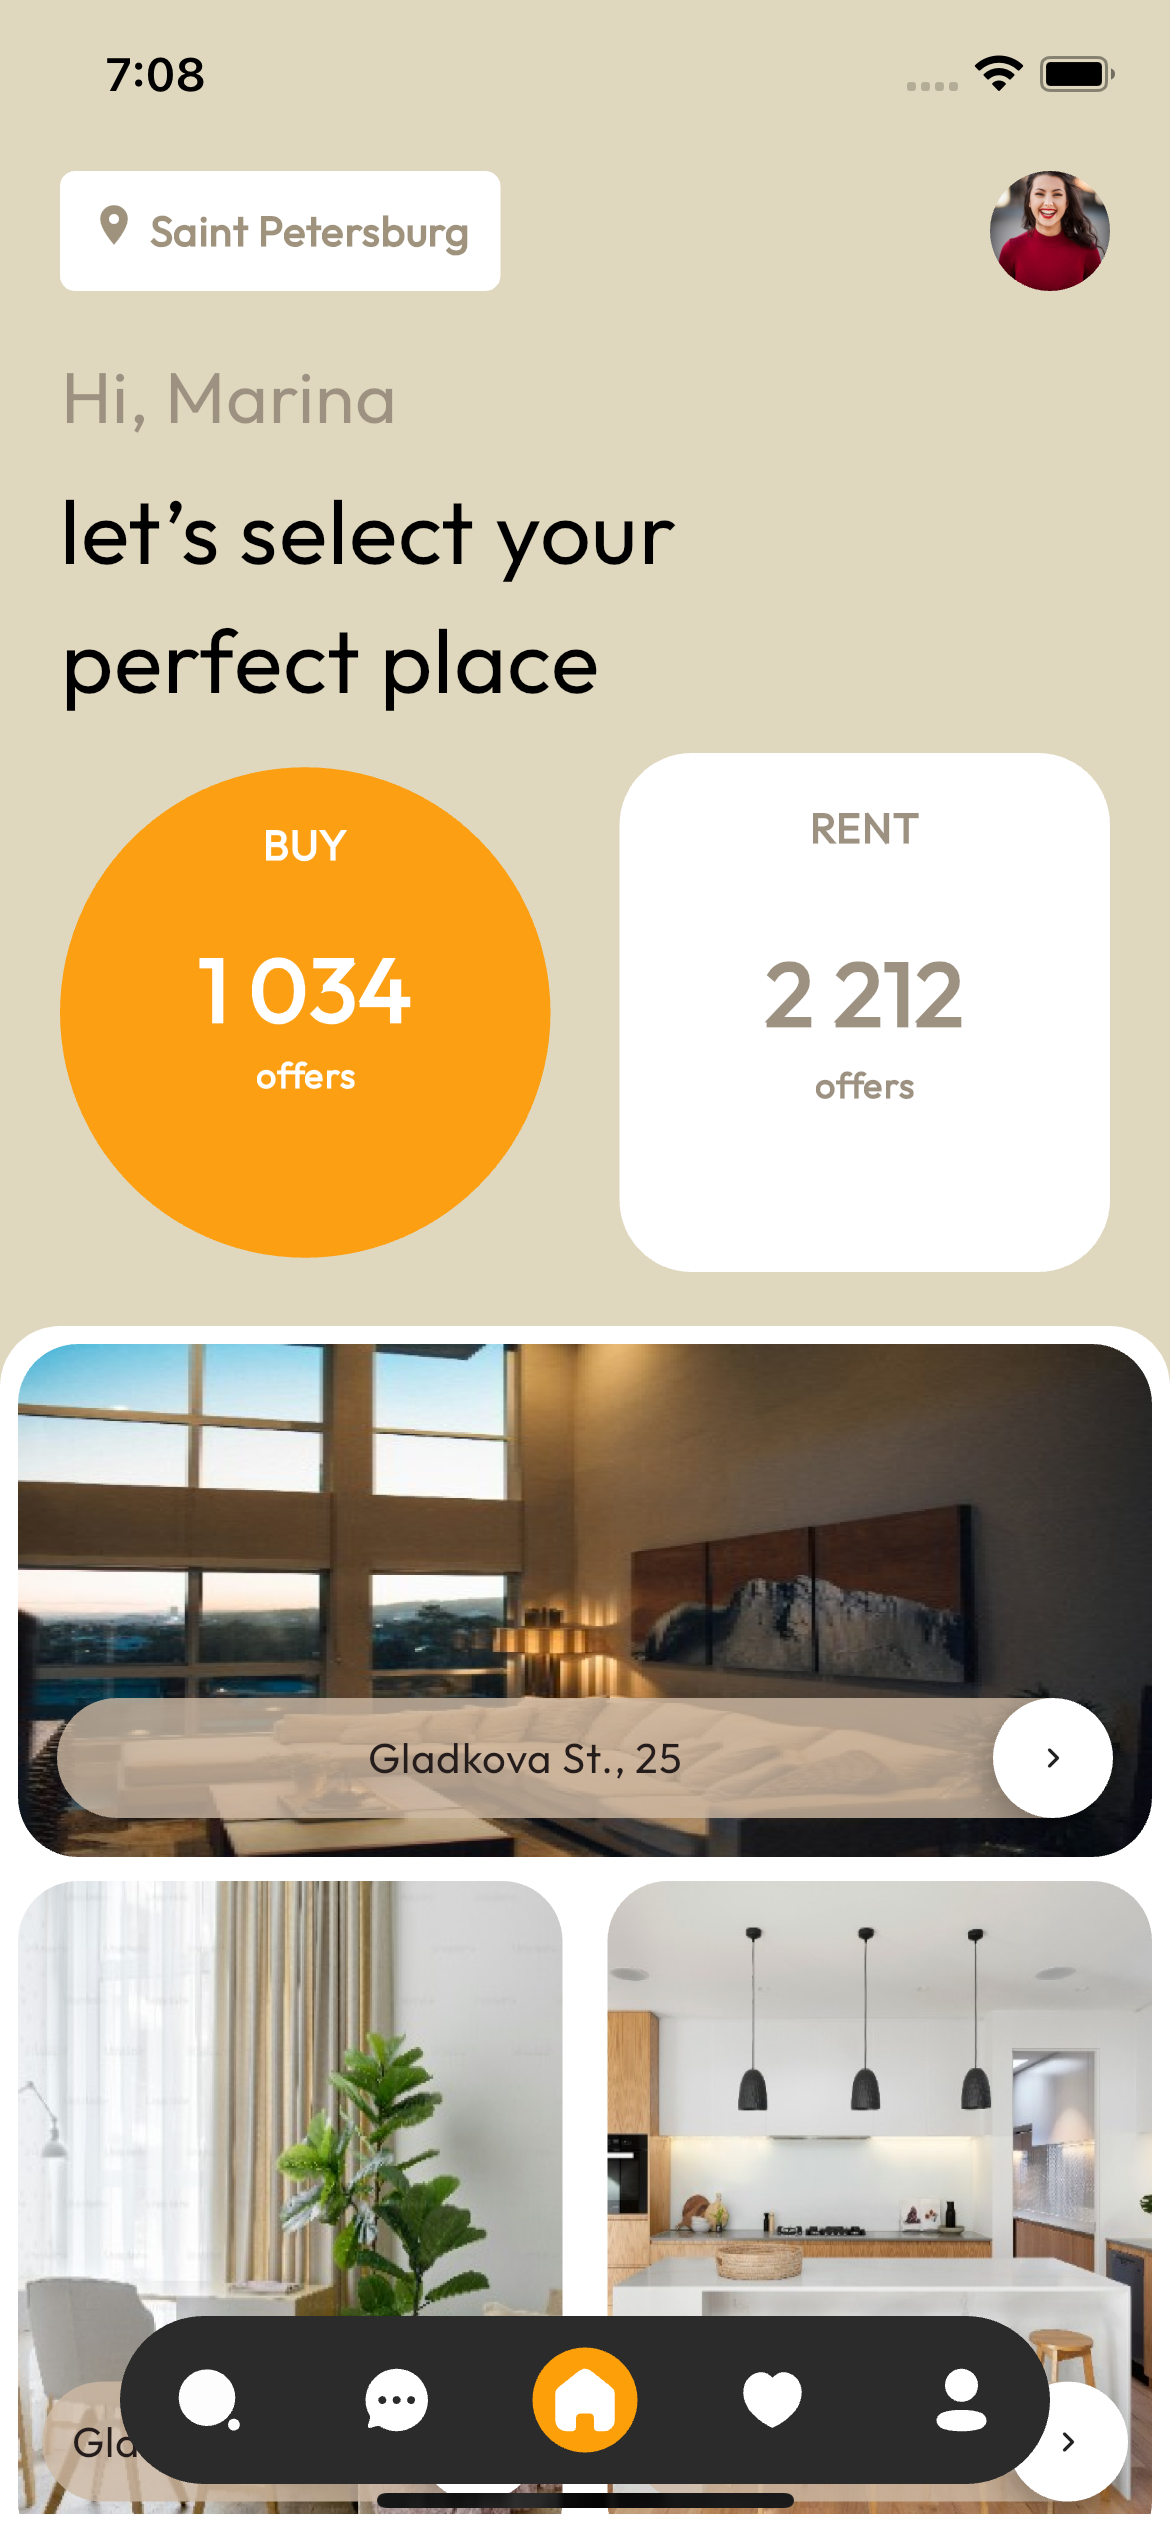 7:08
Saint Petersburg
Hi, Marina
let’s select your
perfect place
BUY
1 034
offers
RENT
2 212
offers
Gladkova St., 25